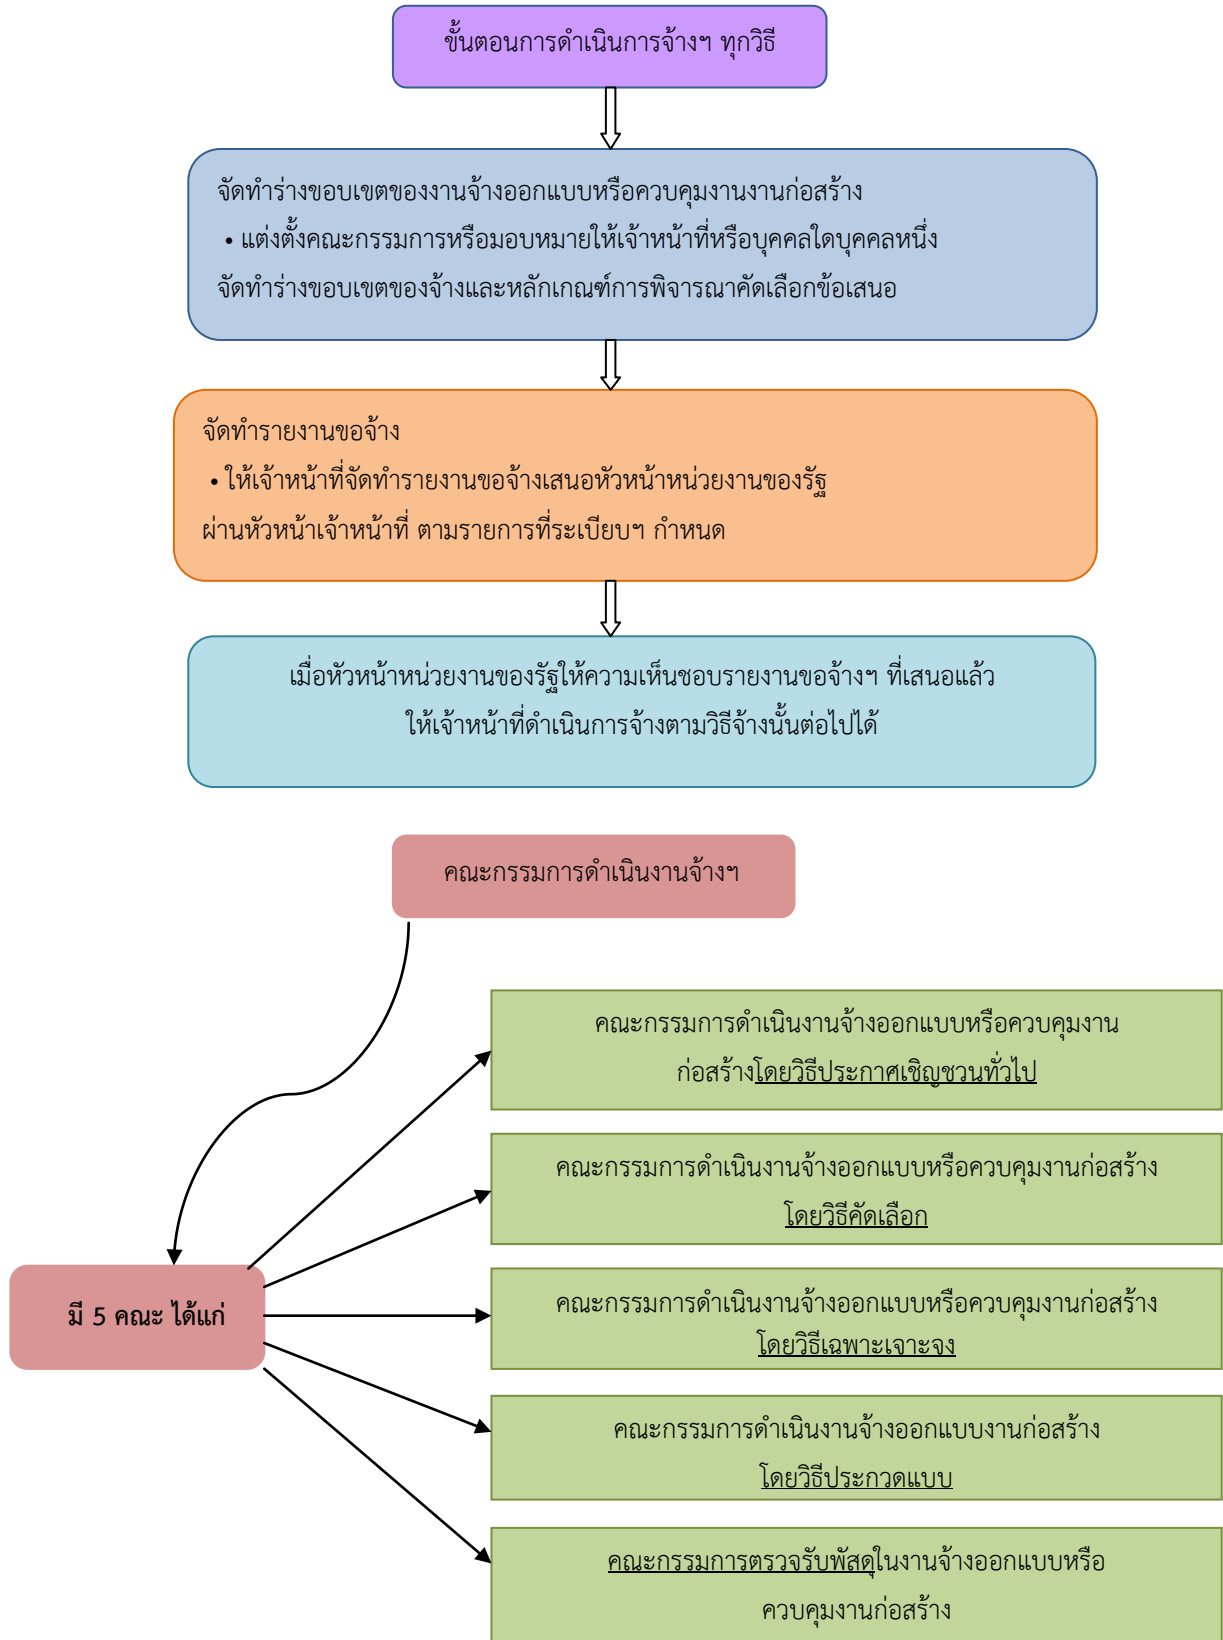 ขั้นตอนการดำเนินการจ้างฯ ทุกวิธี
จัดทำร่างขอบเขตของงานจ้างออกแบบหรือควบคุมงานงานก่อสร้าง
• แต่งตั้งคณะกรรมการหรือมอบหมายให้เจ้าหน้าที่หรือบุคคลใดบุคคลหนึ่ง
จัดทำร่างขอบเขตของจ้างและหลักเกณฑ์การพิจารณาคัดเลือกข้อเสนอ
จัดทำรายงานขอจ้าง
• ให้เจ้าหน้าที่จัดทำรายงานขอจ้างเสนอหัวหน้าหน่วยงานของรัฐ
ผ่านหัวหน้าเจ้าหน้าที่ ตามรายการที่ระเบียบฯ กำหนด
เมื่อหัวหน้าหน่วยงานของรัฐให้ความเห็นชอบรายงานขอจ้างฯ ที่เสนอแล้ว
ให้เจ้าหน้าที่ดำเนินการจ้างตามวิธีจ้างนั้นต่อไปได้
คณะกรรมการดำเนินงานจ้างฯ
มี 5 คณะ ได้แก่
คณะกรรมการดำเนินงานจ้างออกแบบหรือควบคุมงาน
ก่อสร้างโดยวิธีประกาศเชิญชวนทั่วไป
คณะกรรมการดำเนินงานจ้างออกแบบหรือควบคุมงานก่อสร้าง
โดยวิธีคัดเลือก
คณะกรรมการดำเนินงานจ้างออกแบบหรือควบคุมงานก่อสร้าง
โดยวิธีเฉพาะเจาะจง
คณะกรรมการดำเนินงานจ้างออกแบบงานก่อสร้าง
โดยวิธีประกวดแบบ
คณะกรรมการตรวจรับพัสดุในงานจ้างออกแบบหรือ
ควบคุมงานก่อสร้าง